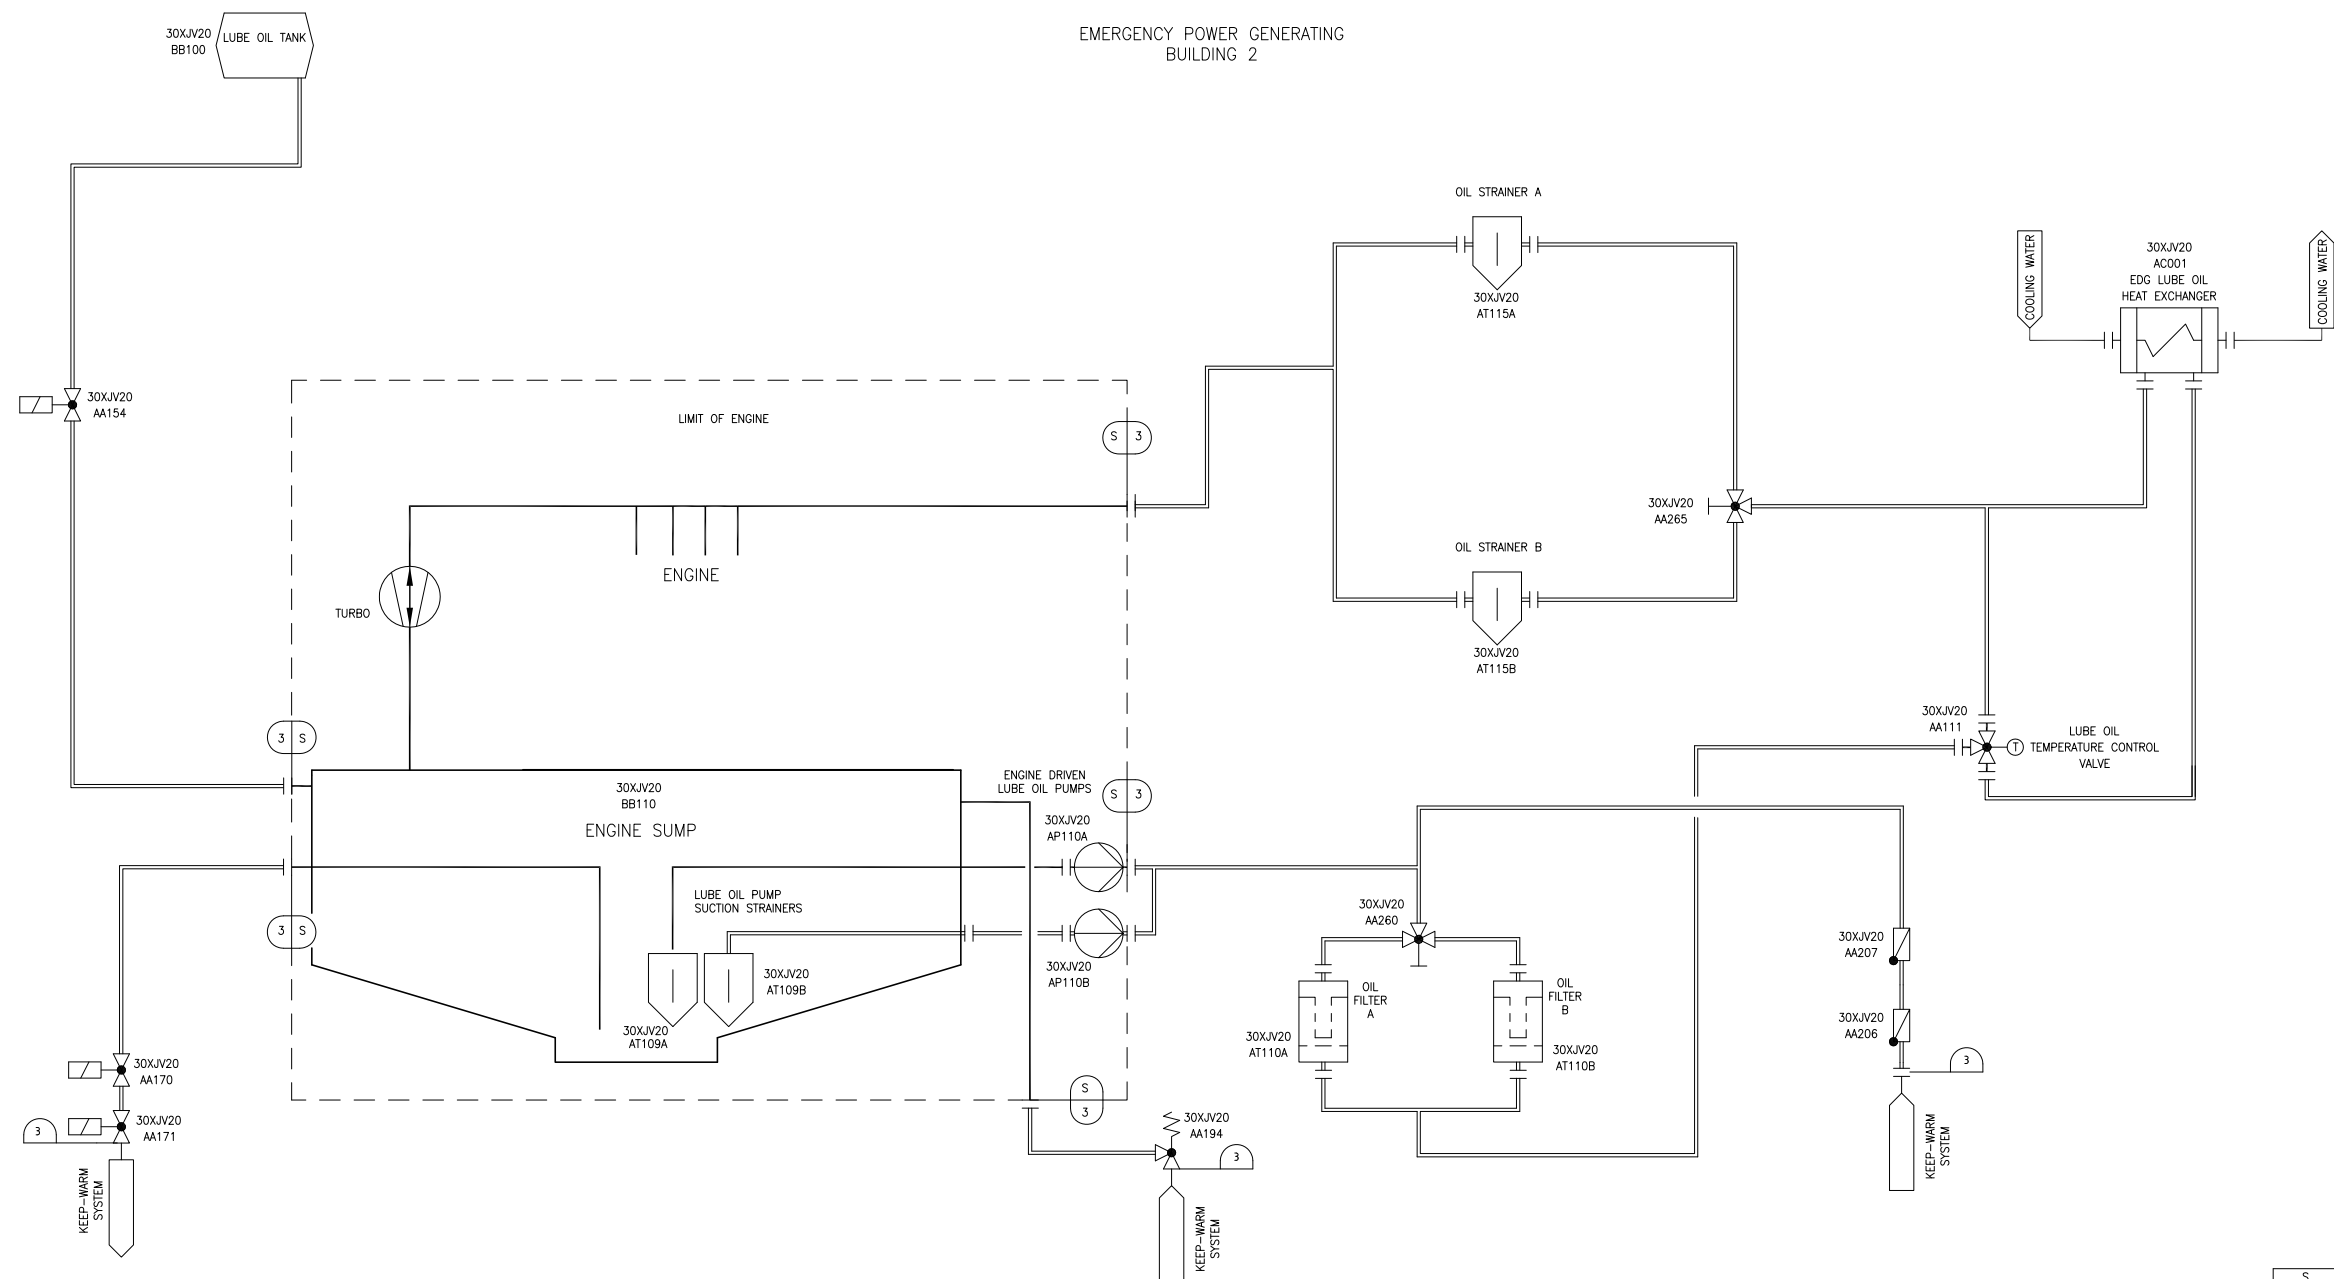 EMERGENCY POWER GENERATING
BUILDING 2
30XJV20
BB100
LUBE OIL TANK
OIL STRAINER A
30XJV20
AT115A
COOLING WATER
30XJV20
AC001
EDG LUBE OIL
HEAT EXCHANGER
COOLING WATER
30XJV20
AA154
LIMIT OF ENGINE
S 3
30XJV20
AA265
OIL STRAINER B
30XJV20
AT115B
ENGINE
TURBO
3 S
30XJV20
AA111
T
LUBE OIL
TEMPERATURE CONTROL
VALVE
30XJV20
BB110
ENGINE SUMP
ENGINE DRIVEN
LUBE OIL PUMPS
S 3
30XJV20
AP110A
LUBE OIL PUMP
SUCTION STRAINERS
3 S
30XJV20
AT109B
30XJV20
AP110B
30XJV20
AT109A
30XJV20
AA260
OIL
FILTER
A
OIL
FILTER
B
30XJV20
AT110A
30XJV20
AT110B
30XJV20
AA207
30XJV20
AA206
3
30XJV20
AA170
30XJV20
AA171
3
KEEP-WARM
SYSTEM
S
3
30XJV20
AA194
3
KEEP-WARM
SYSTEM
KEEP-WARM
SYSTEM
S